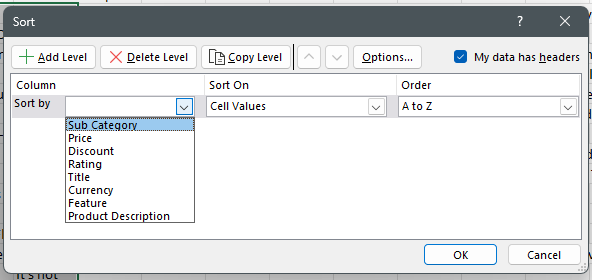 Sort
?
Add Level
Delete Level
Copy Level
Options...
My data has headers
Column
Sort On
Order
Sort by
Cell Values
A to Z
Sub Category
Price
Discount
Rating
Title
Currency
Feature
Product Description
OK
Cancel
It's not